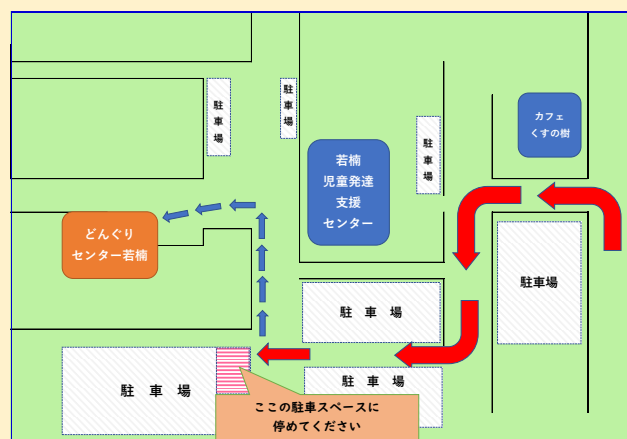 駐車場
駐車場
駐車場
カフェ
くすの樹
若楠
児童発達
支援
センター
どんぐり
センター若楠
駐車場
駐　車　場
駐　車　場
駐　車　場
ここの駐車スペースに
停めてください